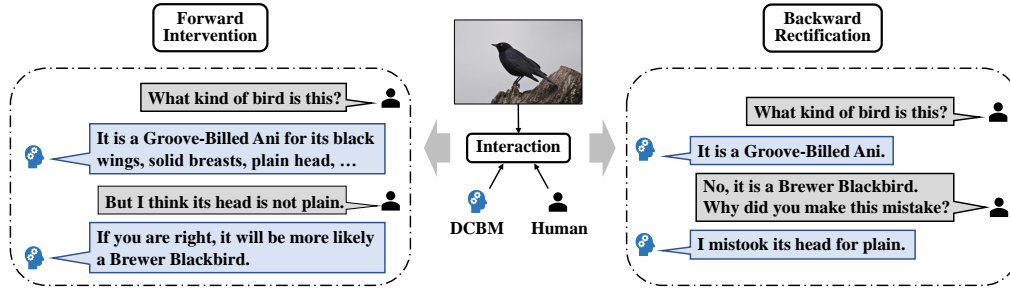 Forward
Intervention
What kind of bird is this?
It is a Groove-Billed Ani for its black
wings, solid breasts, plain head, …
But I think its head is not plain.
If you are right, it will be more likely
a Brewer Blackbird.
Interaction
DCBM
Human
Backward
Rectification
What kind of bird is this?
It is a Groove-Billed Ani.
No, it is a Brewer Blackbird.
Why did you make this mistake?
I mistook its head for plain.